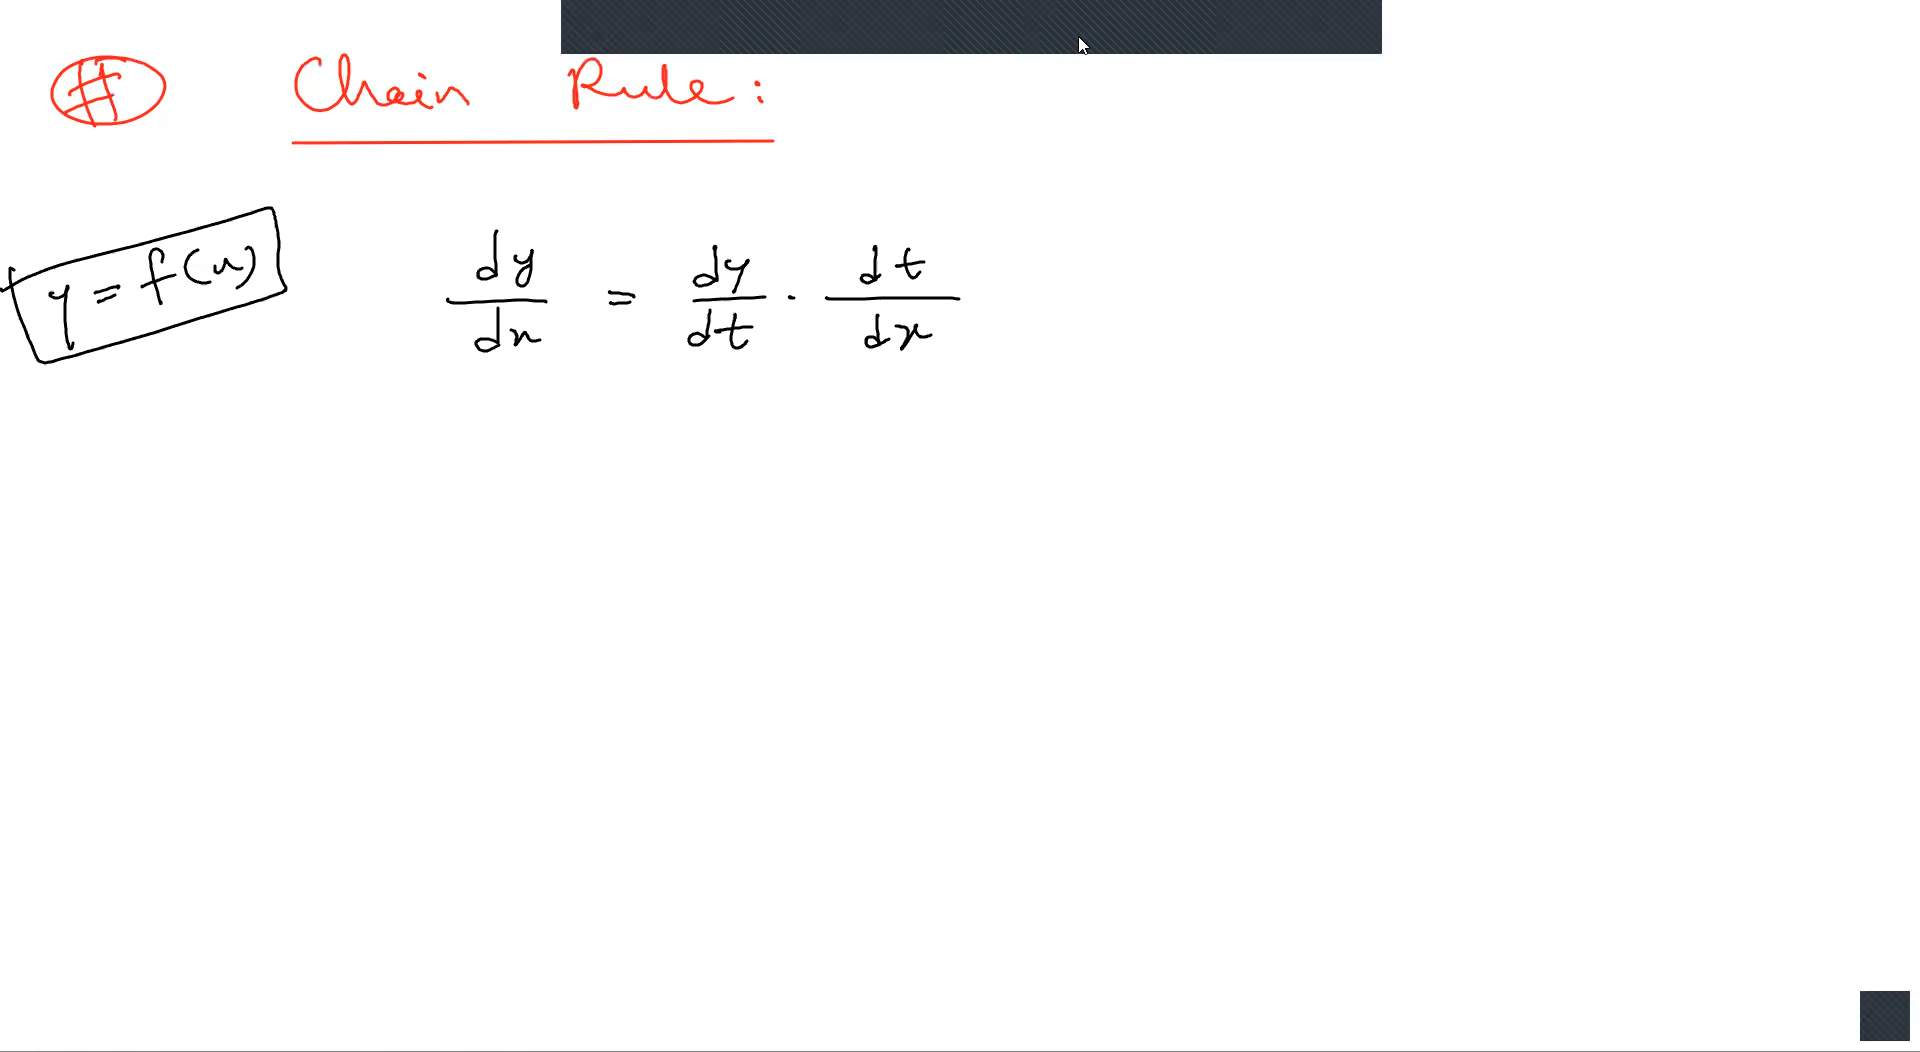 # Chain Rule:
y = f(x) dy/dx = dy/dt · dt/dx